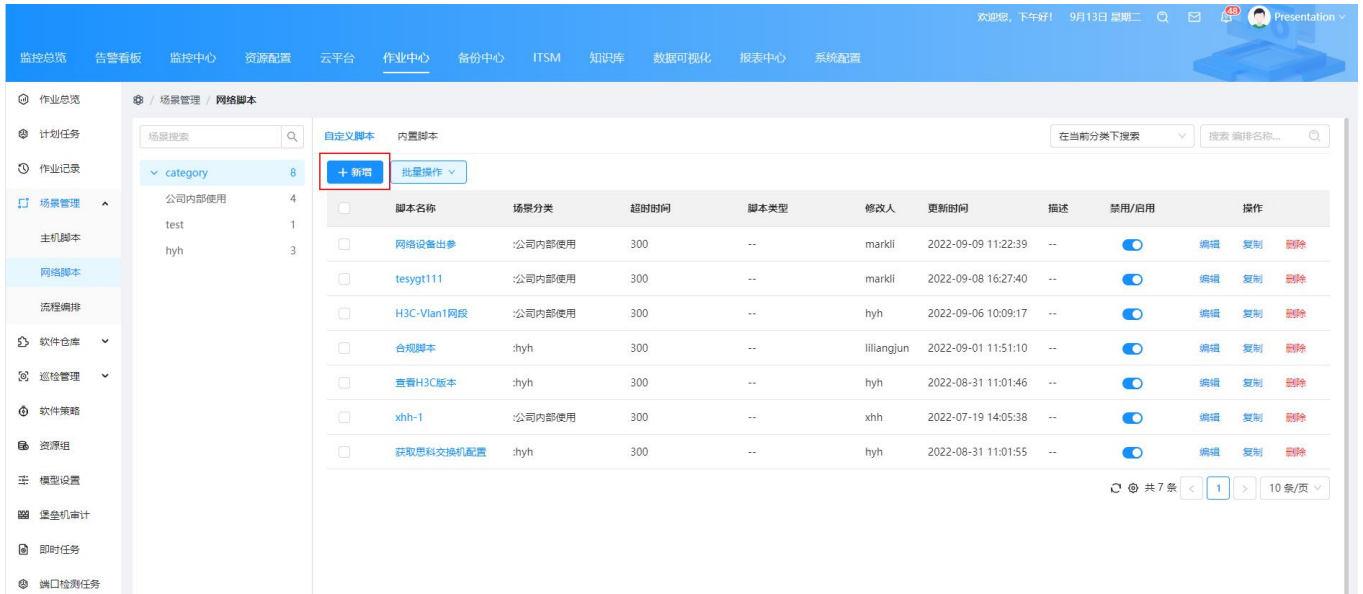 欢迎您，下午好！ 9月13日 星期二 48 Presentation
监控总览 告警看板 监控中心 资源配置 云平台 作业中心 备份中心 ITSM 知识库 数据可视化 报表中心 系统配置
作业总览
计划任务
作业记录
场景管理
主机脚本
网络脚本
流程编排
软件仓库
巡检管理
软件策略
资源组
模型设置
堡垒机审计
即时任务
端口检测任务
/ 场景管理 / 网络脚本
场景搜索
category 8
公司内部使用 4
test 1
hyh 3
自定义脚本 内置脚本 在当前分类下搜索 搜索 编排名称...
+ 新增 批量操作
脚本名称 场景分类 超时时间 脚本类型 修改人 更新时间 描述 禁用/启用 操作
网络设备出参 :公司内部使用 300 -- markli 2022-09-09 11:22:39 -- 编辑 复制 删除
tesygt111 :公司内部使用 300 -- markli 2022-09-08 16:27:40 -- 编辑 复制 删除
H3C-Vlan1网段 :公司内部使用 300 -- hyh 2022-09-06 10:09:17 -- 编辑 复制 删除
合规脚本 :hyh 300 -- liliangjun 2022-09-01 11:51:10 -- 编辑 复制 删除
查看H3C版本 :hyh 300 -- hyh 2022-08-31 11:01:46 -- 编辑 复制 删除
xhh-1 :公司内部使用 300 -- xhh 2022-07-19 14:05:38 -- 编辑 复制 删除
获取思科交换机配置 :hyh 300 -- hyh 2022-08-31 11:01:55 -- 编辑 复制 删除
共 7 条 < 1 > 10 条/页